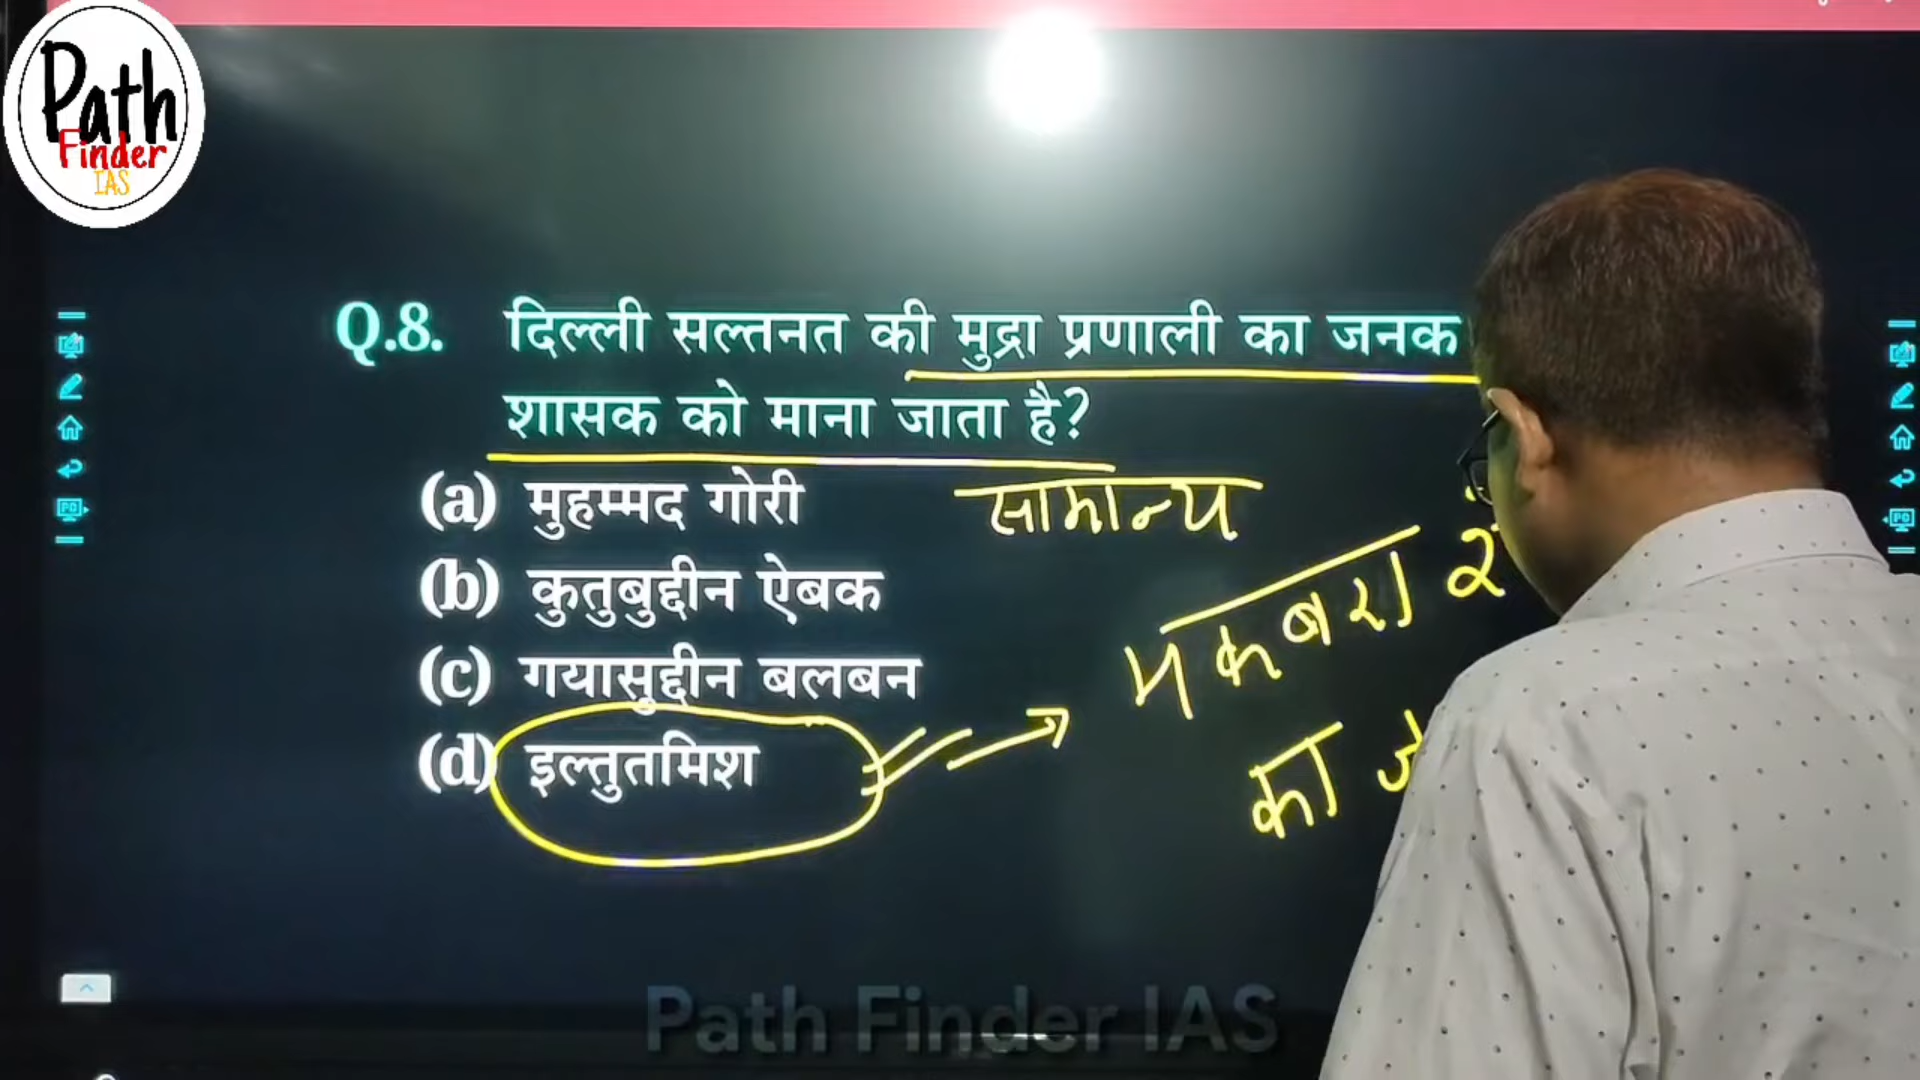 Path
Finder
IAS
Q.8. दिल्ली सल्तनत की मुद्रा प्रणाली का जनक
शासक को माना जाता है?
(a) मुहम्मद गोरी
सामान्य
(b) कुतुबुद्दीन ऐबक
मकबरा
(c) गयासुद्दीन बलबन
(d) इल्तुतमिश
का
Path Finder IAS